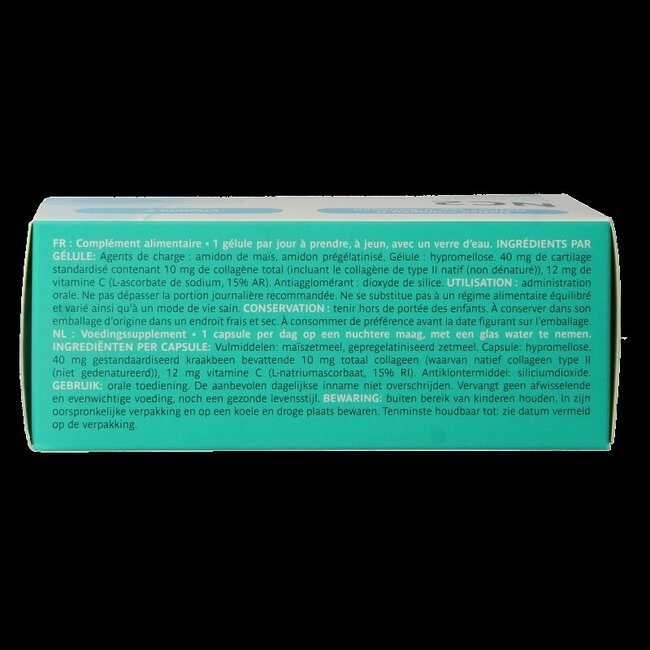 NC2
Vitamin C
FR : Complément alimentaire • 1 gélule par jour à prendre, à jeun, avec un verre d'eau. INGRÉDIENTS PAR
GÉLULE: Agents de charge : amidon de maïs, amidon prégélatinisé. Gélule : hypromellose. 40 mg de cartilage
standardisé contenant 10 mg de collagène total (incluant le collagène de type II natif (non dénaturé)), 12 mg de
vitamine C (L-ascorbate de sodium, 15% AR). Antiagglomérant : dioxyde de silice. UTILISATION : administration
orale. Ne pas dépasser la portion journalière recommandée. Ne se substitue pas à un régime alimentaire équilibré
et varié ainsi qu'à un mode de vie sain. CONSERVATION : tenir hors de portée des enfants. À conserver dans son
emballage d'origine dans un endroit frais et sec. À consommer de préférence avant la date figurant sur l'emballage.
NL : Voedingssupplement • 1 capsule per dag op een nuchtere maag, met een glas water te nemen.
INGREDIËNTEN PER CAPSULE: Vulmiddelen: maïszetmeel, gepregelatiniseerd zetmeel. Capsule: hypromellose.
40 mg gestandaardiseerd kraakbeen bevattende 10 mg totaal collageen (waarvan natief collageen type II
(niet gedenatureerd)), 12 mg vitamine C (L-natriumascorbaat, 15% RI). Antiklontermiddel: siliciumdioxide.
GEBRUIK: orale toediening. De aanbevolen dagelijkse inname niet overschrijden. Vervangt geen afwisselende
en evenwichtige voeding, noch een gezonde levensstijl. BEWARING: buiten bereik van kinderen houden. In zijn
oorspronkelijke verpakking en op een koele en droge plaats bewaren. Tenminste houdbaar tot: zie datum vermeld
op de verpakking.